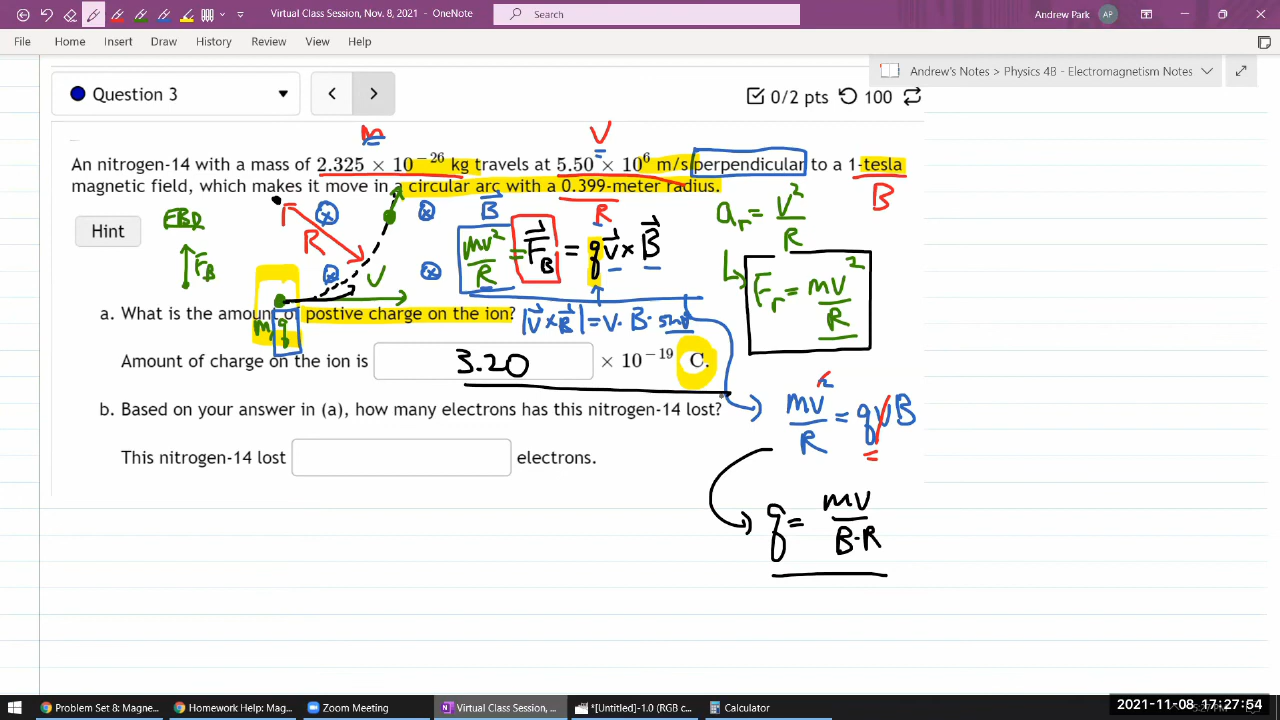 Virtual Class Session, Nov. 8, 2021 - OneNote
Search
Andrew Park AP
File Home Insert Draw History Review View Help
Andrew's Notes > Physics 4B - Electromagnetism Notes
Question 3
0/2 pts 100
m V
An nitrogen-14 with a mass of 2.325 × 10^−26 kg travels at 5.50 × 10^6 m/s perpendicular to a 1-tesla
magnetic field, which makes it move in a circular arc with a 0.399-meter radius.
B R B
Hint
FBD
F_B
R
V
mv²/R = F_B = q v × B
a_r = v²/R
F_r = mv²/R
a. What is the amount of postive charge on the ion?
|V×B| = V· B·
m, q
Amount of charge on the ion is 3.20 × 10^−19 C.
b. Based on your answer in (a), how many electrons has this nitrogen-14 lost?
mv²/R = qvB
This nitrogen-14 lost electrons.
q = mv/B·R
Problem Set & Magne... Homework Help: Mag... Zoom Meeting Virtual Class Session,... *[Untitled]-1.0 (RGB c... Calculator
2021-11-08 17:27:54